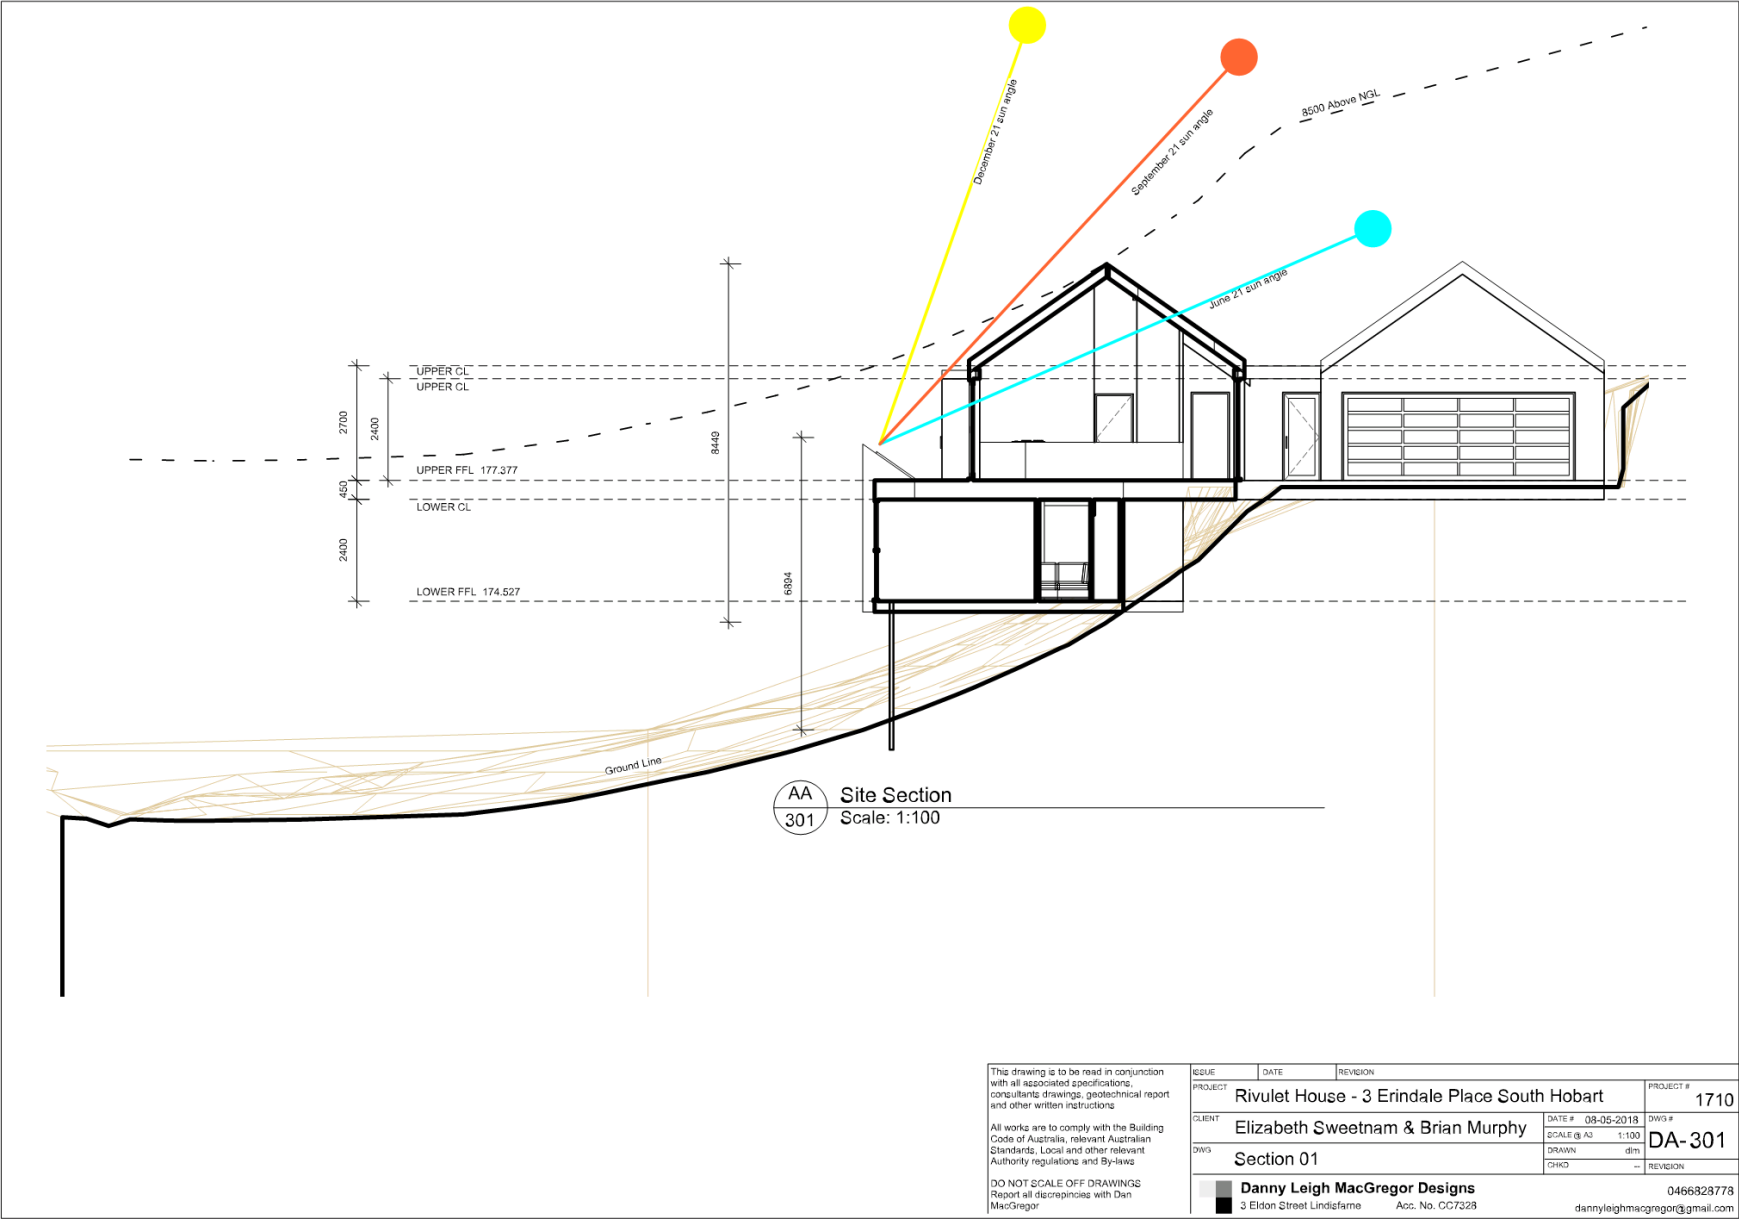 December 21 sun angle
September 21 sun angle
8500 Above NGL
June 21 sun angle
UPPER CL
UPPER CL
2700
2400
8449
UPPER FFL 177.377
450
LOWER CL
2400
6894
LOWER FFL 174.527
Ground Line
AA
301
Site Section
Scale: 1:100
This drawing is to be read in conjunction
with all associated specifications,
consultants drawings, geotechnical report
and other written instructions
All works are to comply with the Building
Code of Australia, relevant Australian
Standards, Local and other relevant
Authority regulations and By-laws
DO NOT SCALE OFF DRAWINGS
Report all discrepincies with Dan
MacGregor
ISSUE DATE REVISION
PROJECT Rivulet House - 3 Erindale Place South Hobart
PROJECT # 1710
CLIENT Elizabeth Sweetnam & Brian Murphy
DATE # 08-05-2018
SCALE @ A3 1:100
DWG # DA-301
DWG Section 01
DRAWN dlm
CHKD --
REVISION
Danny Leigh MacGregor Designs
3 Eldon Street Lindisfarne Acc. No. CC7328
0466828778
dannyleighmacgregor@gmail.com